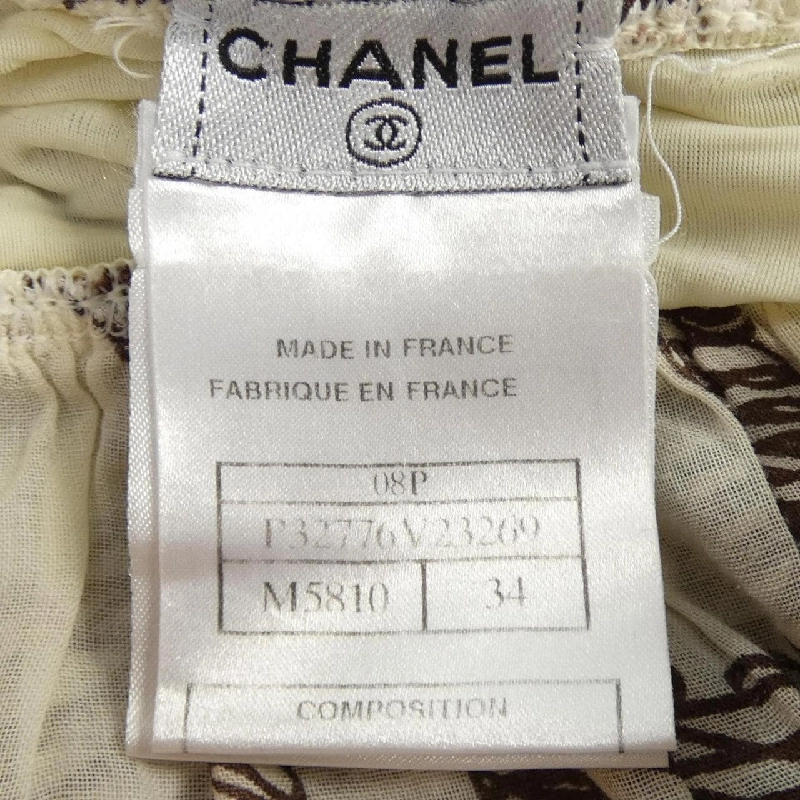 CHANEL
MADE IN FRANCE
FABRIQUE EN FRANCE
08P
P32776V23269
M5810 34
COMPOSITION